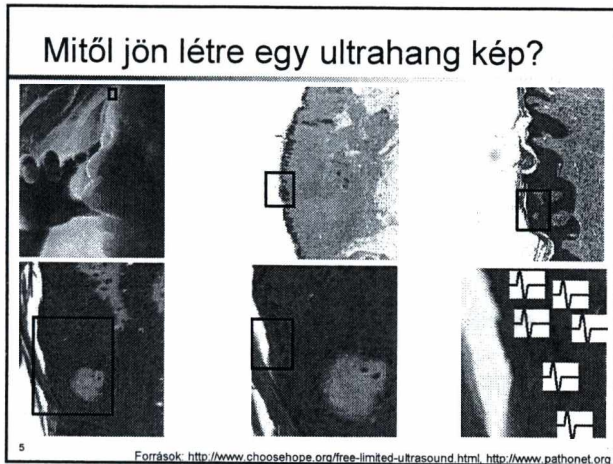 Mitől jön létre egy ultrahang kép?
5
Források: http://www.choosehope.org/free-limited-ultrasound.html, http://www.pathonet.org